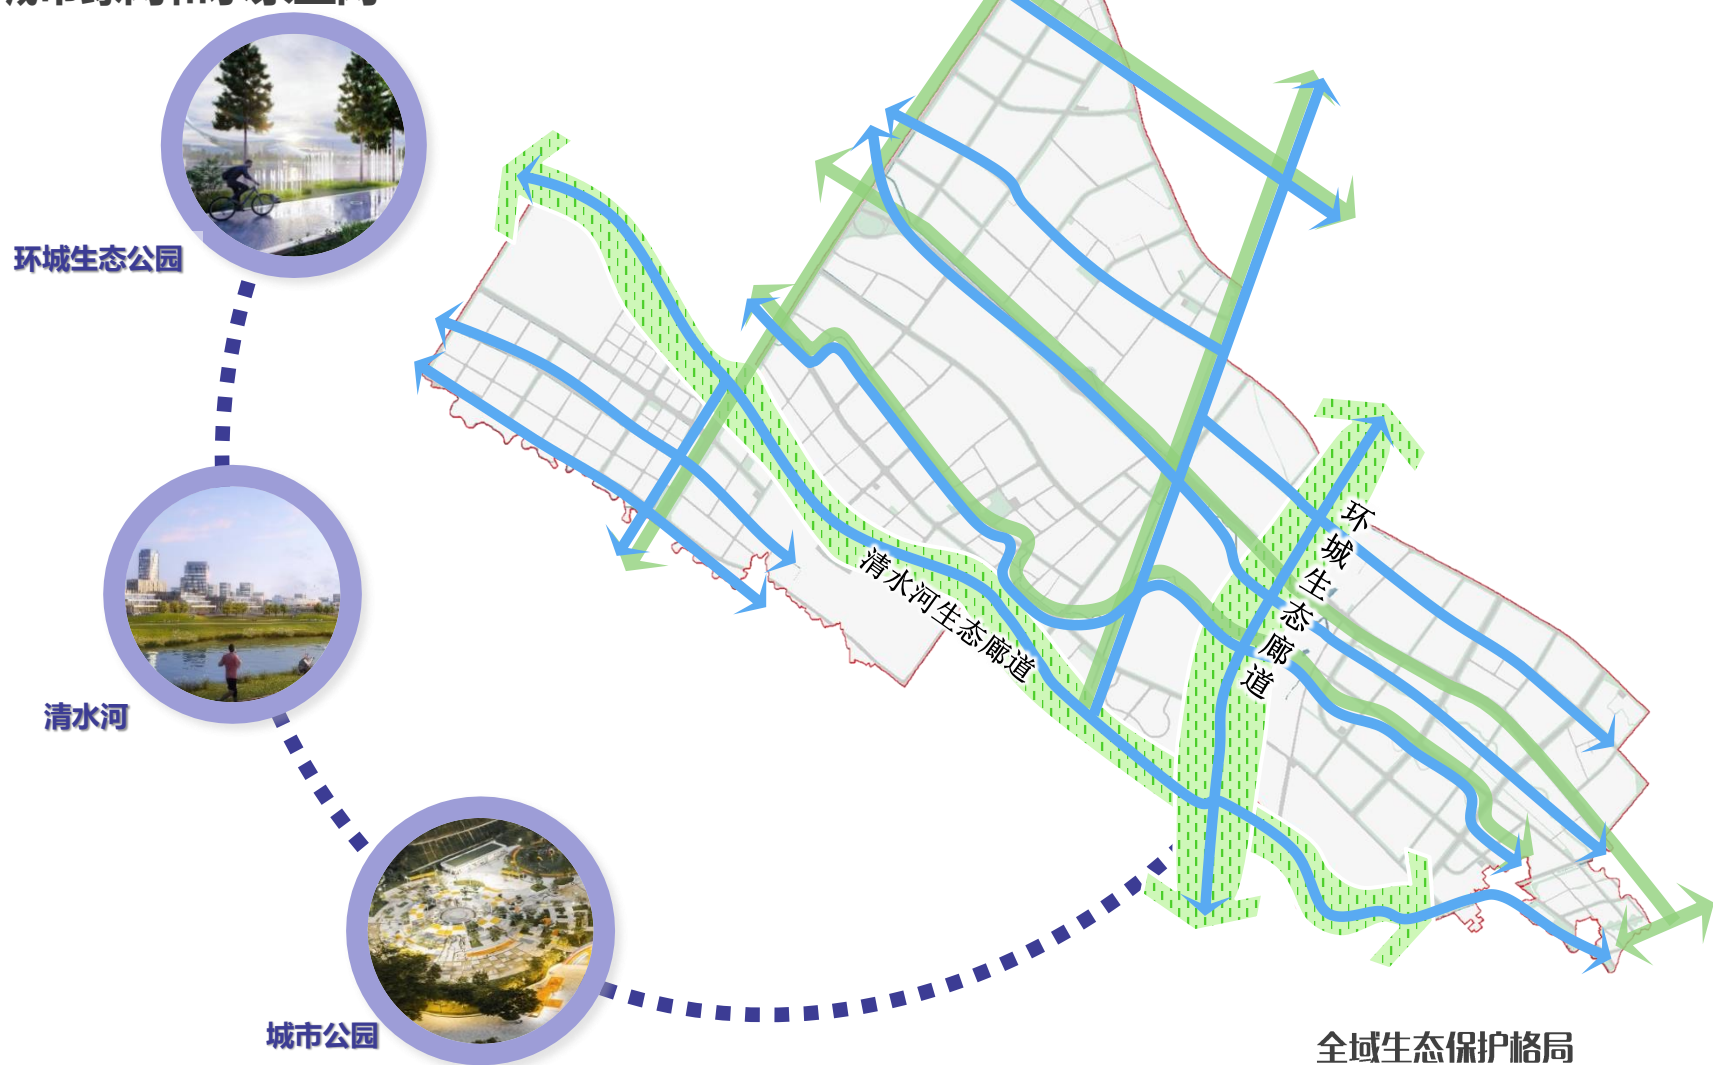 环城生态公园
清水河
城市公园
清水河生态廊道
环城生态廊道
全域生态保护格局